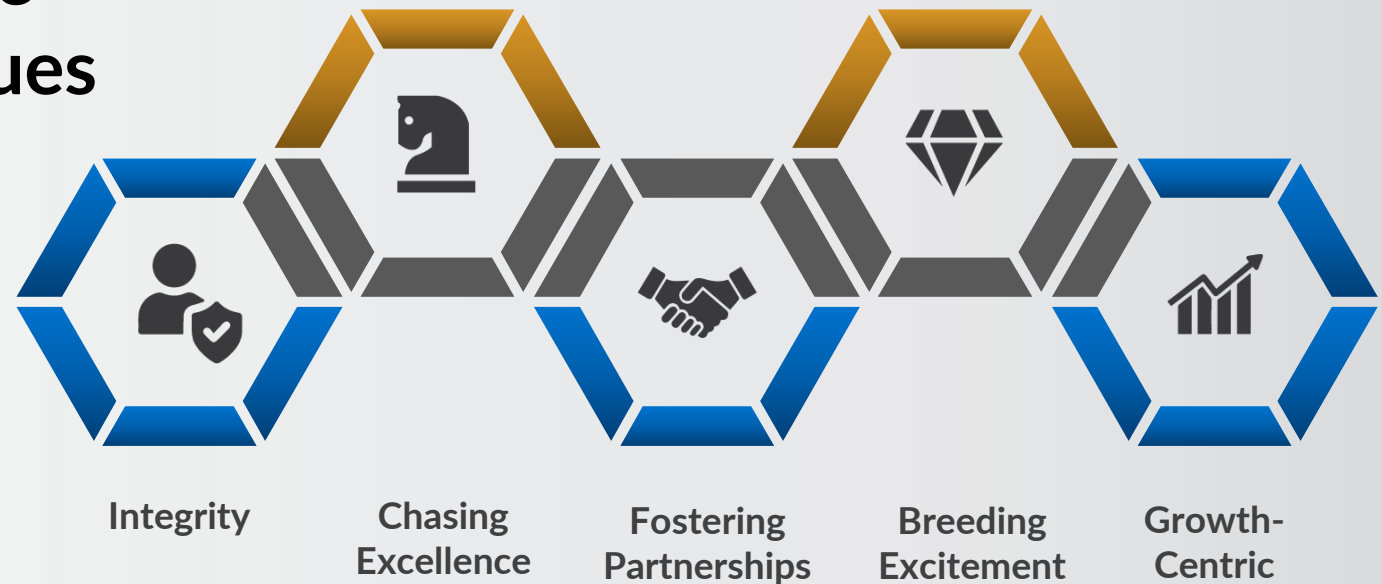 ues
Integrity
Chasing
Excellence
Fostering
Partnerships
Breeding
Excitement
Growth-
Centric